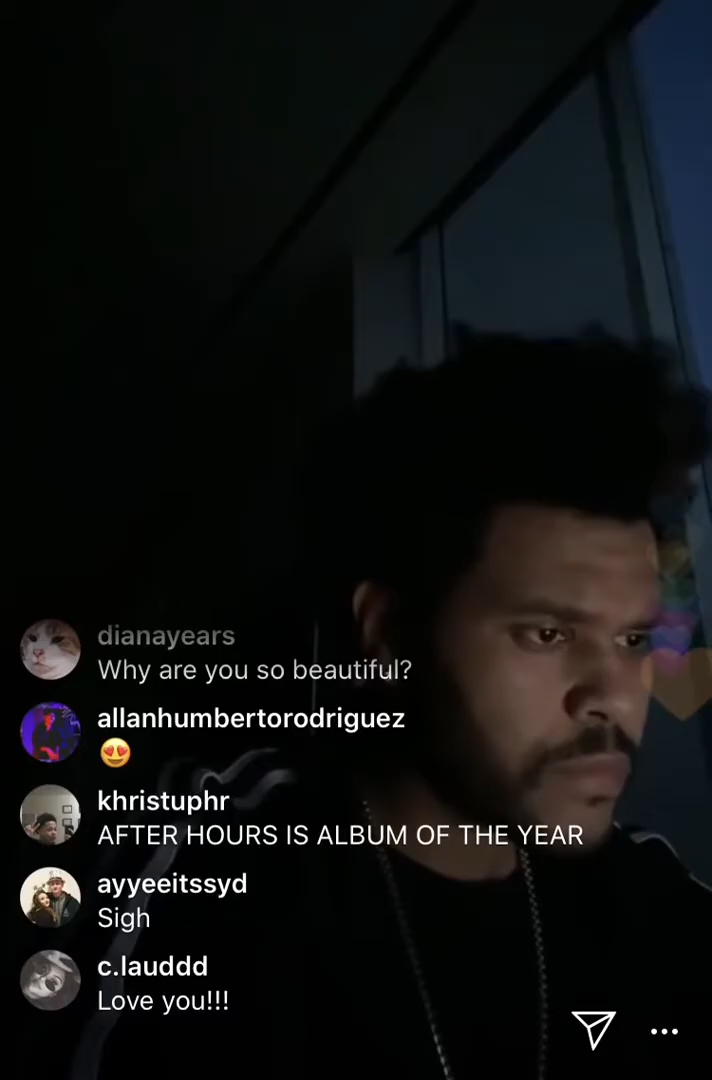 dianayears
Why are you so beautiful?
allanhumbertorodriguez
😍
khristuphr
AFTER HOURS IS ALBUM OF THE YEAR
ayyeeitssyd
Sigh
c.lauddd
Love you!!!